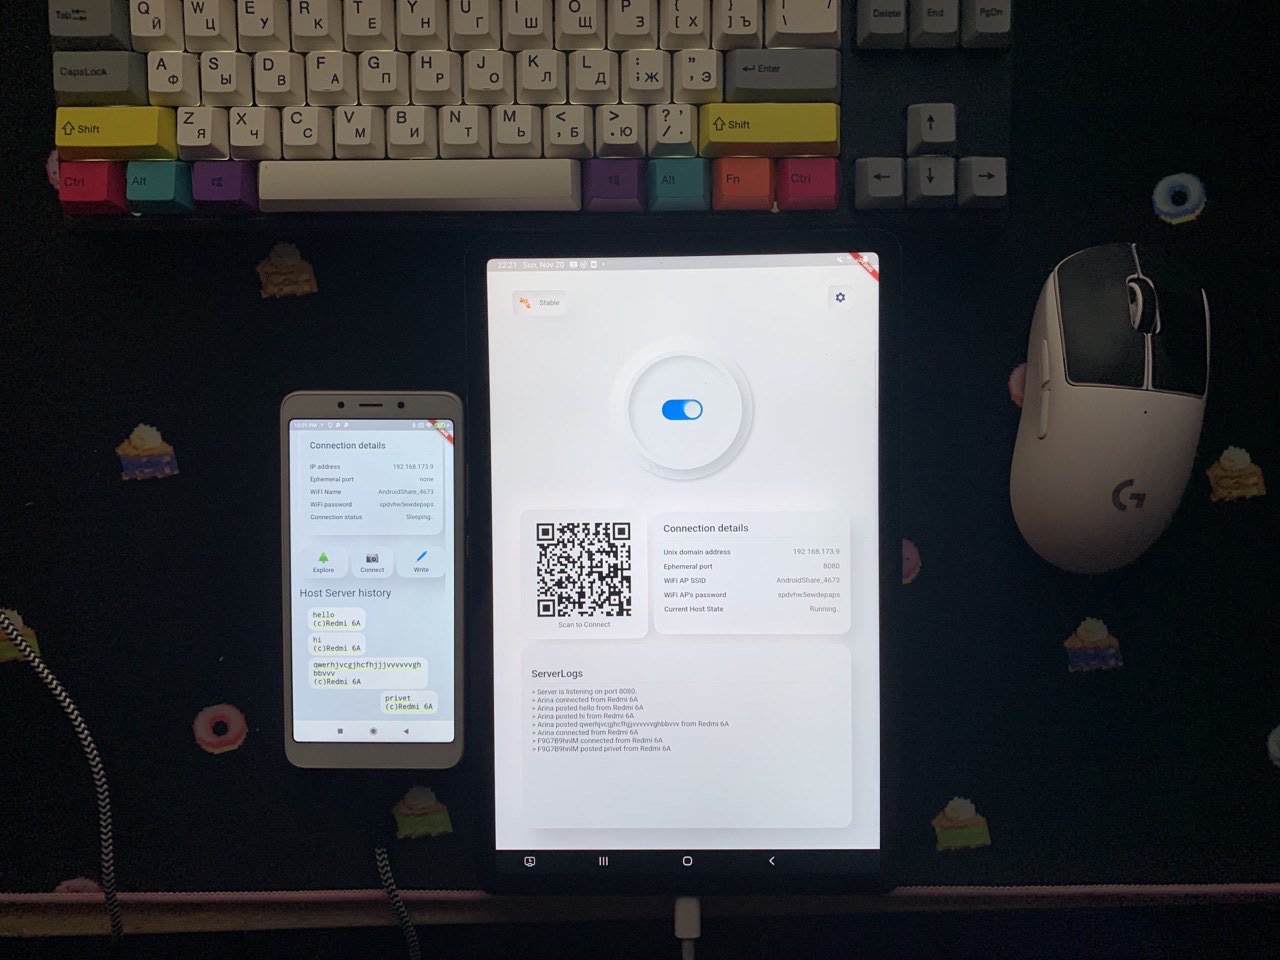 Tab
Q W E R T Y U I O P { [ } ] | \
Й Ц У К Е Н Г Ш Щ З Х Ъ /
Delete End PgDn
CapsLock A S D F G H J K L : ; " ' Enter
Ф Ы В А П Р О Л Д Ж Э
Shift Z X C V B N M < , > . ? / Shift
Я Ч С М И Т Ь Б Ю
Ctrl Alt Alt Fn Ctrl
22:21 Sun, Nov 20
Stable
Scan to Connect
Connection details
Unix domain address 192.168.173.9
Ephemeral port 8080
WiFi AP SSID AndroidShare_4673
WiFi AP's password spdvhw5ewdepaps
Current Host State Running..
ServerLogs
> Server is listening on port 8080.
> Arina connected from Redmi 6A
> Arina posted hello from Redmi 6A
> Arina posted hi from Redmi 6A
> Arina posted qwerhjvcgjhcfhjjjvvvvvvghbbvvv from Redmi 6A
> Arina connected from Redmi 6A
> F9G7B9hnIM connected from Redmi 6A
> F9G7B9hnIM posted privet from Redmi 6A
10:21 PM
Connection details
IP address 192.168.173.9
Ephemeral port none
WiFi Name AndroidShare_4673
WiFi password spdvhw5ewdepaps
Connection status Sleeping..
Explore Connect Write
Host Server history
hello
(c)Redmi 6A
hi
(c)Redmi 6A
qwerhjvcgjhcfhjjjvvvvvvgh
bbvvv
(c)Redmi 6A
privet
(c)Redmi 6A
G